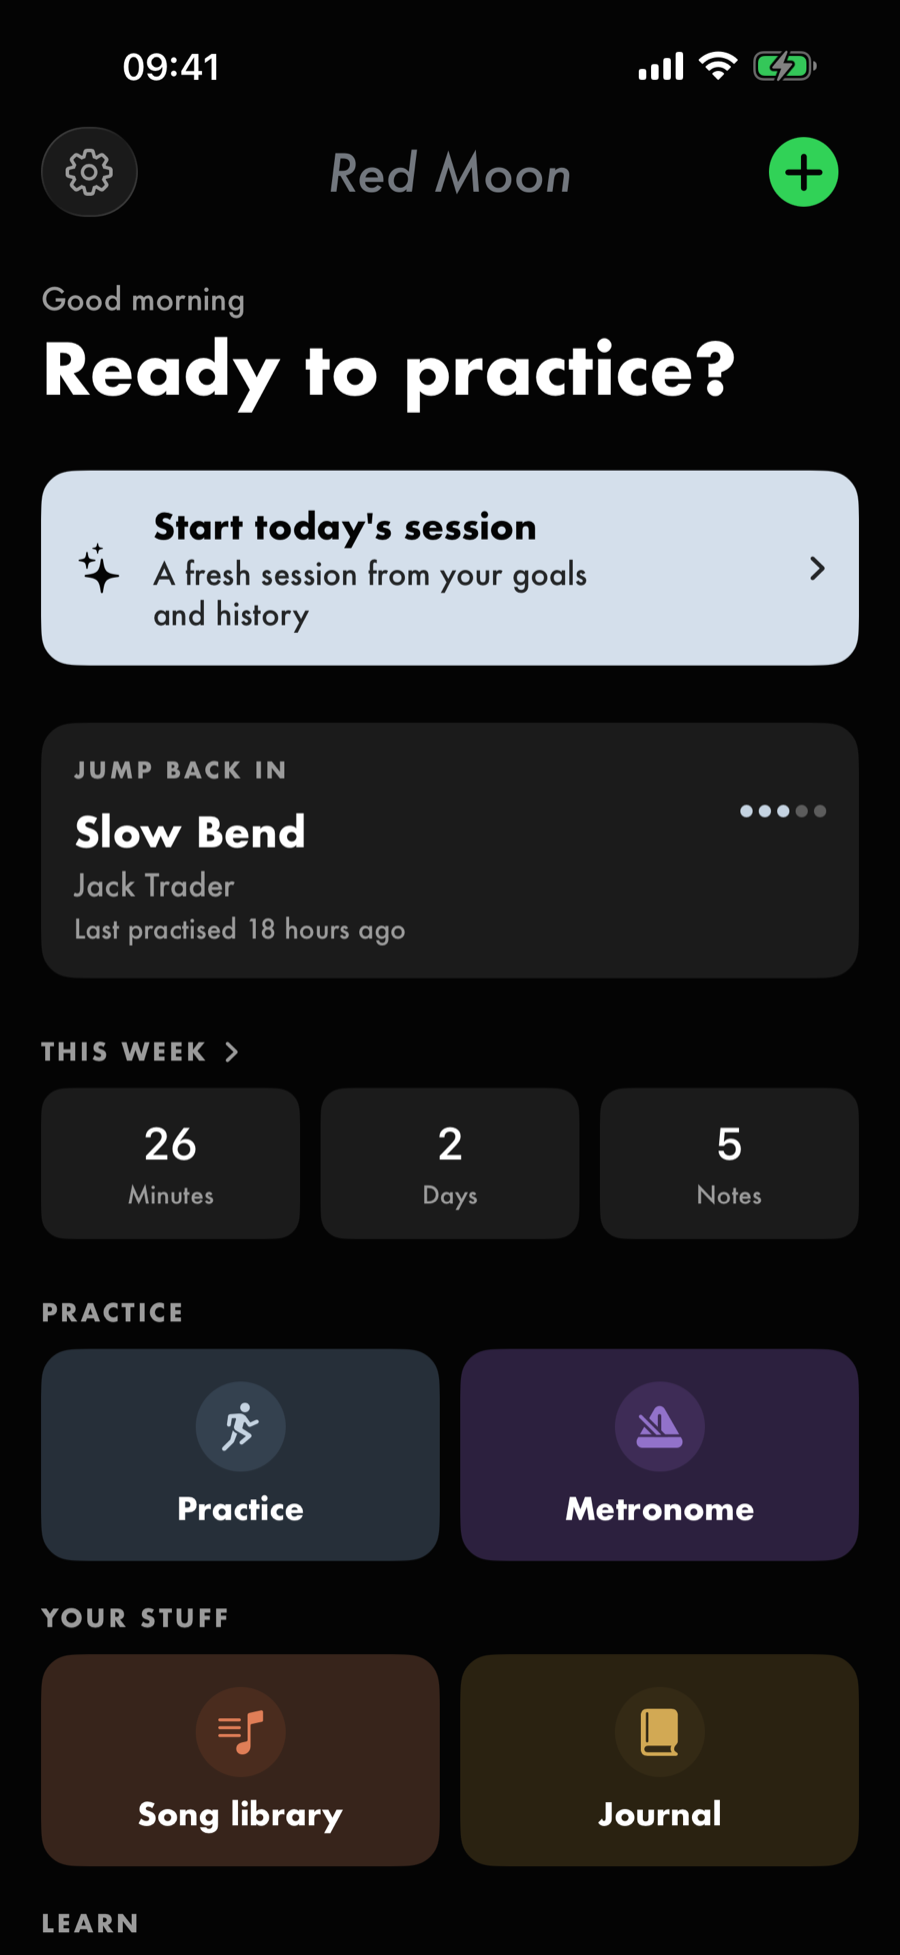 09:41
Red Moon
Good morning
Ready to practice?
Start today's session
A fresh session from your goals
and history
JUMP BACK IN
Slow Bend
Jack Trader
Last practised 18 hours ago
THIS WEEK
26
Minutes
2
Days
5
Notes
PRACTICE
Practice
Metronome
YOUR STUFF
Song library
Journal
LEARN